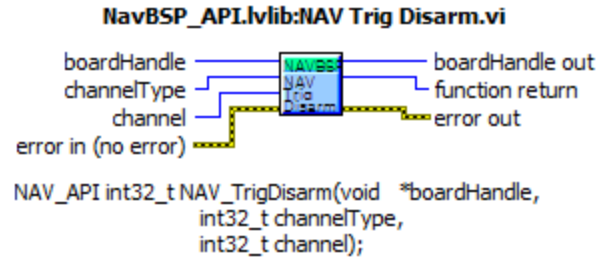 NavBSP_API.lvlib:NAV Trig Disarm.vi
boardHandle
boardHandle out
NAVBSP
channelType
NAV
function return
channel
Trig
Disarm
error in (no error)
error out
NAV_API int32_t NAV_TrigDisarm(void *boardHandle,
int32_t channelType,
int32_t channel);